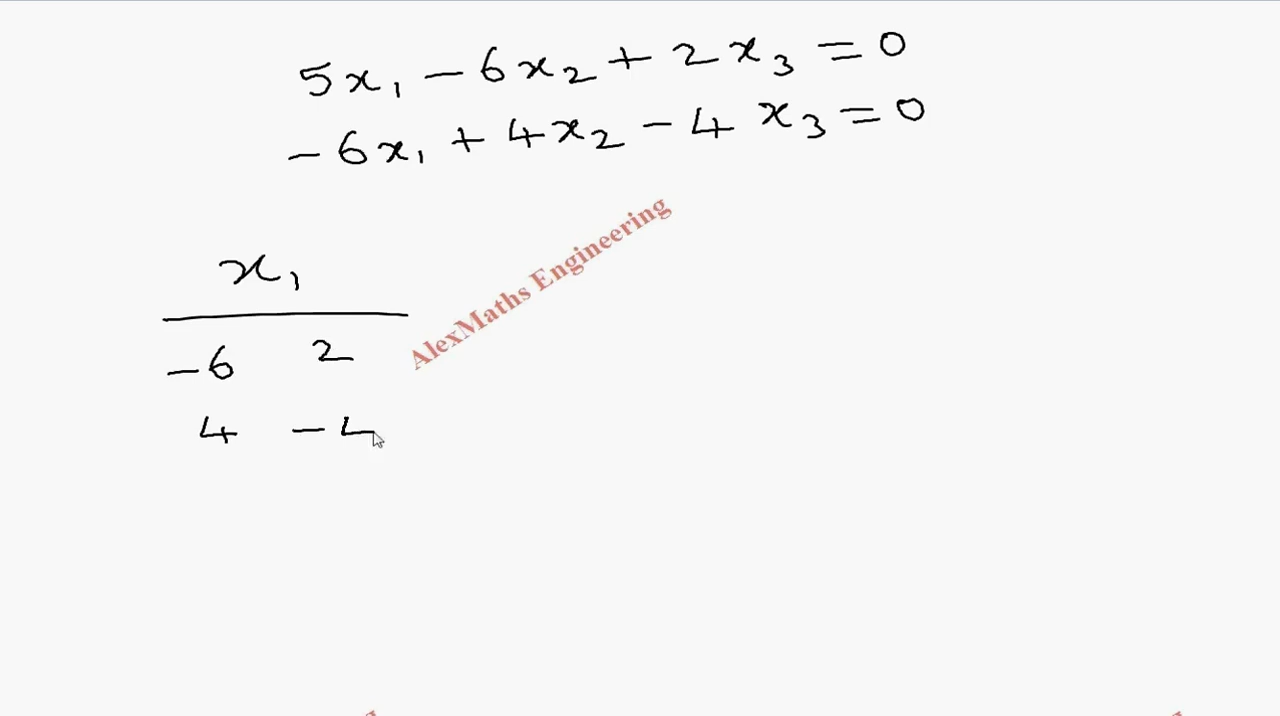 5x₁ - 6x₂ + 2x₃ = 0
-6x₁ + 4x₂ - 4x₃ = 0
x₁
-6 2
4 -4
AlexMaths Engineering